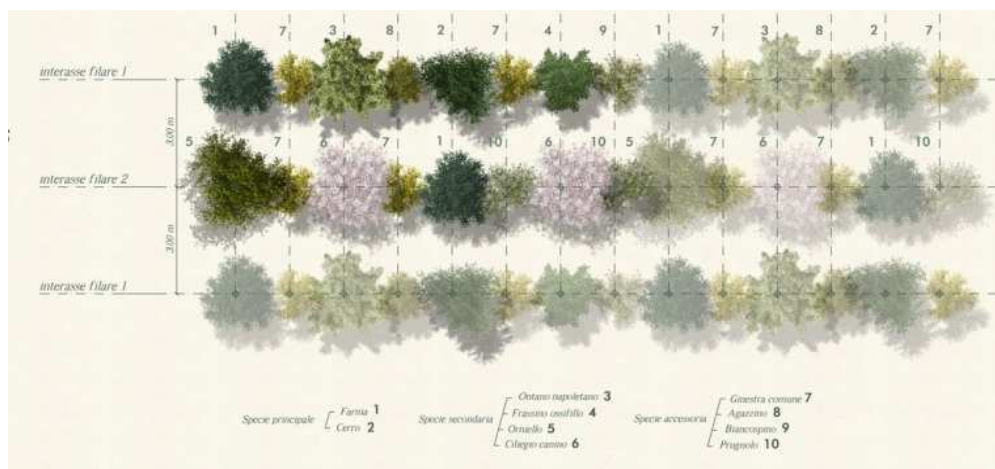 1 7 3 8 2 7 4 9 1 7 3 8 2 7
interasse filare 1
3.00 m
5 7 6 7 1 10 6 10 5 7 6 7 1 10
interasse filare 2
3.00 m
interasse filare 1
Specie principale
Farnia 1
Cerro 2
Specie secondaria
Ontano napoletano 3
Frassino ossifillo 4
Orniello 5
Ciliegio canino 6
Specie accessoria
Ginestra comune 7
Agazzino 8
Biancospino 9
Prugnolo 10